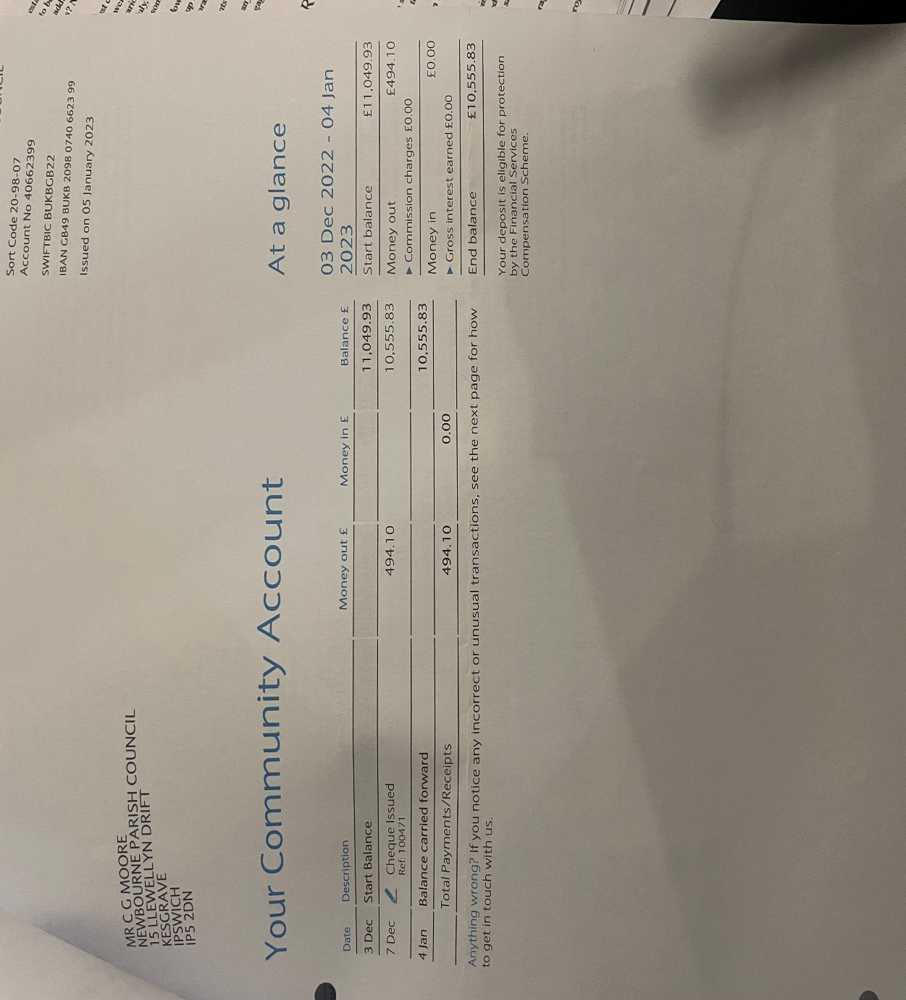 Sort Code 20-98-07
Account No 40662399
SWIFTBIC BUKBGB22
IBAN GB49 BUKB 2098 0740 6623 99
Issued on 05 January 2023
MR C G MOORE
NEWBOURNE PARISH COUNCIL
15 LLEWELLYN DRIFT
KESGRAVE
IPSWICH
IP5 2DN
Your Community Account
Date Description Money out £ Money in £ Balance £
3 Dec Start Balance 11,049.93
7 Dec Cheque Issued 494.10 10,555.83
Ref: 100471
4 Jan Balance carried forward 10,555.83
Total Payments/Receipts 494.10 0.00
Anything wrong? If you notice any incorrect or unusual transactions, see the next page for how
to get in touch with us.
At a glance
03 Dec 2022 - 04 Jan
2023
Start balance £11,049.93
Money out £494.10
► Commission charges £0.00
Money in £0.00
► Gross interest earned £0.00
End balance £10,555.83
Your deposit is eligible for protection
by the Financial Services
Compensation Scheme.